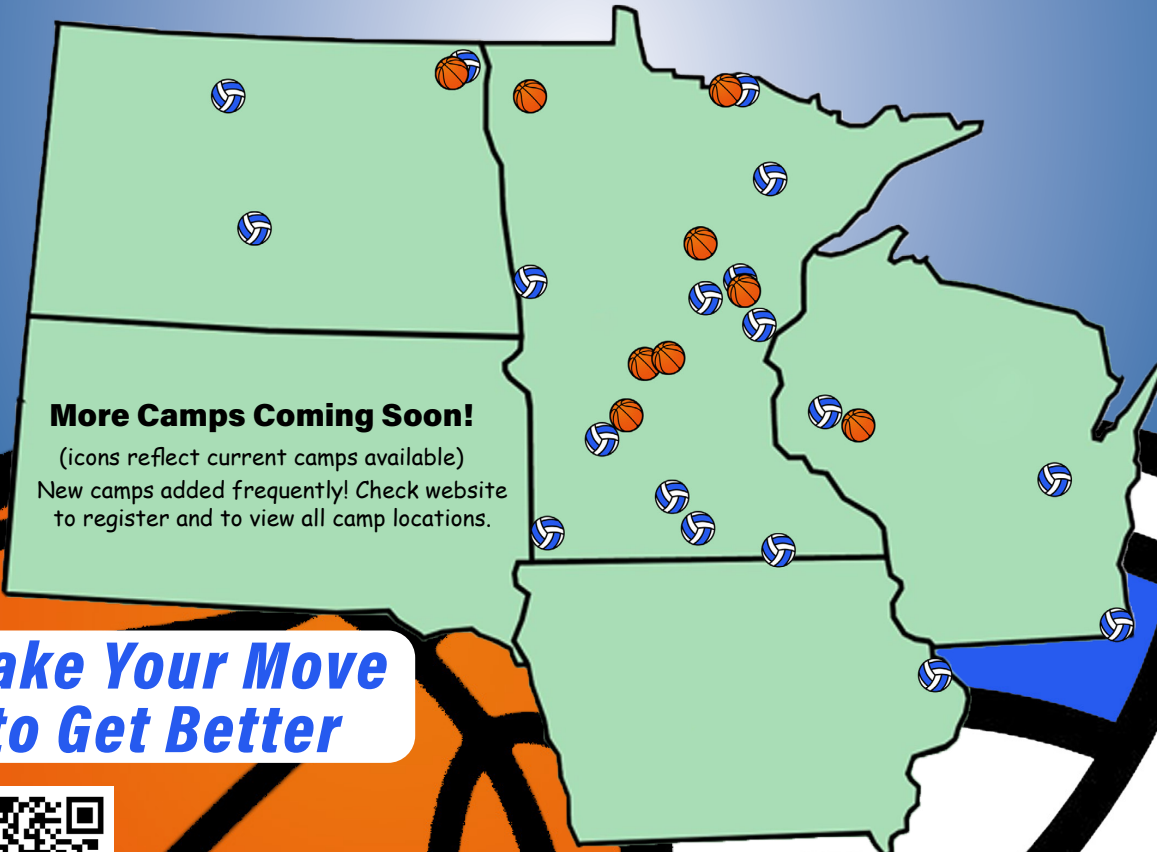 More Camps Coming Soon!
(icons reflect current camps available)
New camps added frequently! Check website
to register and to view all camp locations.
ake Your Move
to Get Better